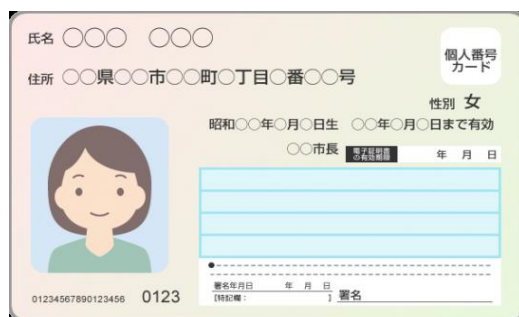 氏名 〇〇〇 〇〇〇
個人番号
カード
住所 〇〇県〇〇市〇〇町〇丁目〇番〇〇号
性別 女
昭和〇〇年〇月〇日生 〇〇年〇月〇日まで有効
〇〇市長 電子証明書の有効期限 年 月 日
署名年月日 年 月 日
[特記欄: ] 署名
01234567890123456 0123